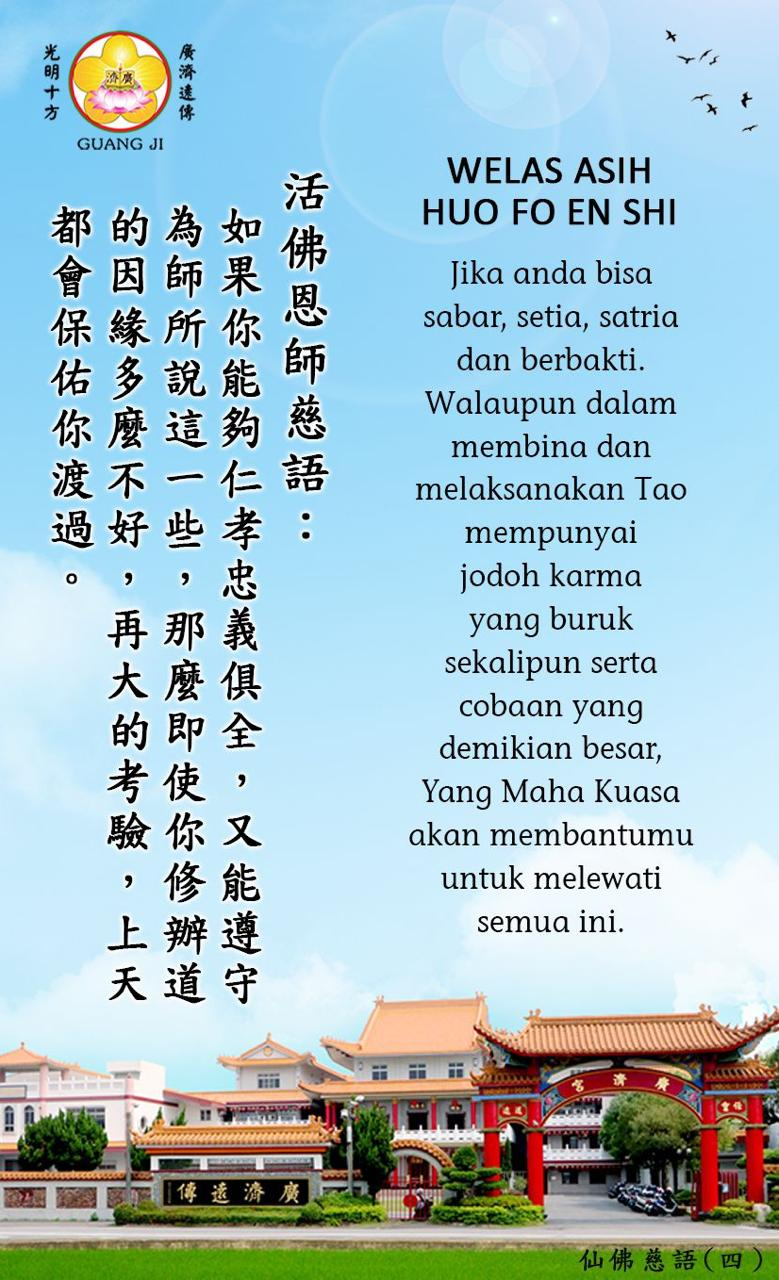 光明十方
廣濟
廣濟遠傳
GUANG JI
活佛恩師慈語：
如果你能夠仁孝忠義俱全，又能遵守
為師所說這一些，那麼即使你修辦道
的因緣多麼不好，再大的考驗，上天
都會保佑你渡過。
WELAS ASIH
HUO FO EN SHI
Jika anda bisa
sabar, setia, satria
dan berbakti.
Walaupun dalam
membina dan
melaksanakan Tao
mempunyai
jodoh karma
yang buruk
sekalipun serta
cobaan yang
demikian besar,
Yang Maha Kuasa
akan membantumu
untuk melewati
semua ini.
廣濟宮
廣濟遠傳
仙佛慈語(四)